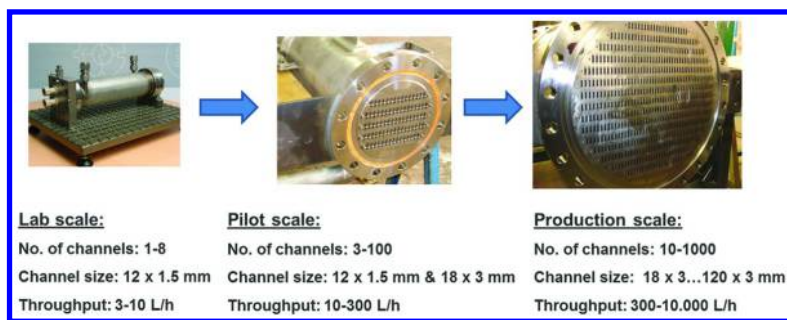 Lab scale:
No. of channels: 1-8
Channel size: 12 x 1.5 mm
Throughput: 3-10 L/h
Pilot scale:
No. of channels: 3-100
Channel size: 12 x 1.5 mm & 18 x 3 mm
Throughput: 10-300 L/h
Production scale:
No. of channels: 10-1000
Channel size: 18 x 3...120 x 3 mm
Throughput: 300-10.000 L/h